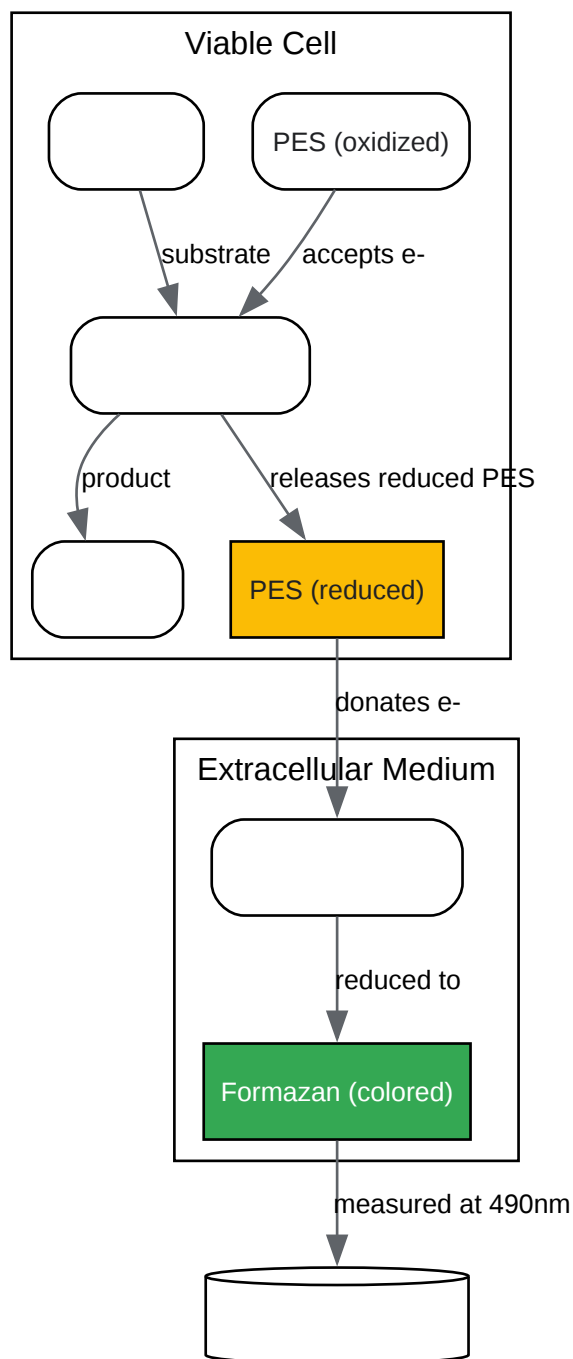 Viable Cell
PES (oxidized)
substrate
accepts e-
product
releases reduced PES
PES (reduced)
donates e-
Extracellular Medium
reduced to
Formazan (colored)
measured at 490nm